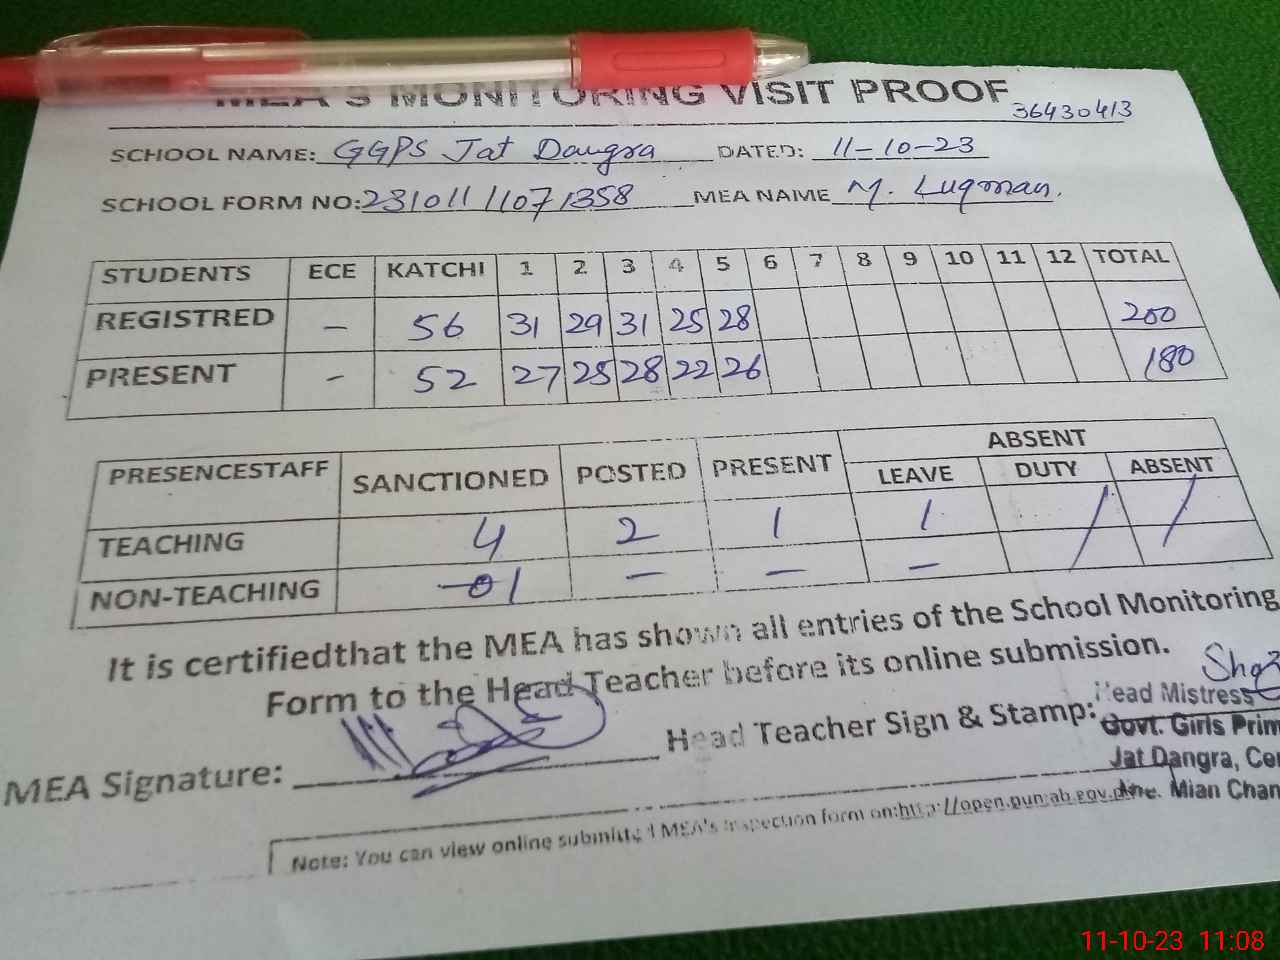 MEA'S MONITORING VISIT PROOF
36430413
SCHOOL NAME: GGPS Jat Dangra DATED: 11-10-23
SCHOOL FORM NO: 2310111071358 MEA NAME M. Luqman.
STUDENTS ECE KATCHI 1 2 3 4 5 6 7 8 9 10 11 12 TOTAL
REGISTRED - 56 31 29 31 25 28 200
PRESENT - 52 27 25 28 22 26 180
ABSENT
PRESENCESTAFF SANCTIONED POSTED PRESENT LEAVE DUTY ABSENT
TEACHING 4 2 1 1 / /
NON-TEACHING 01 - - -
It is certifiedthat the MEA has shown all entries of the School Monitoring
Form to the Head Teacher before its online submission.
MEA Signature: Head Teacher Sign & Stamp:
Head Mistress
Govt. Girls Prim
Jat Dangra, Ce
Mian Chan
Note: You can view online submitted MEA's inspection form on:http://open.punjab.gov.pk
11-10-23 11:08